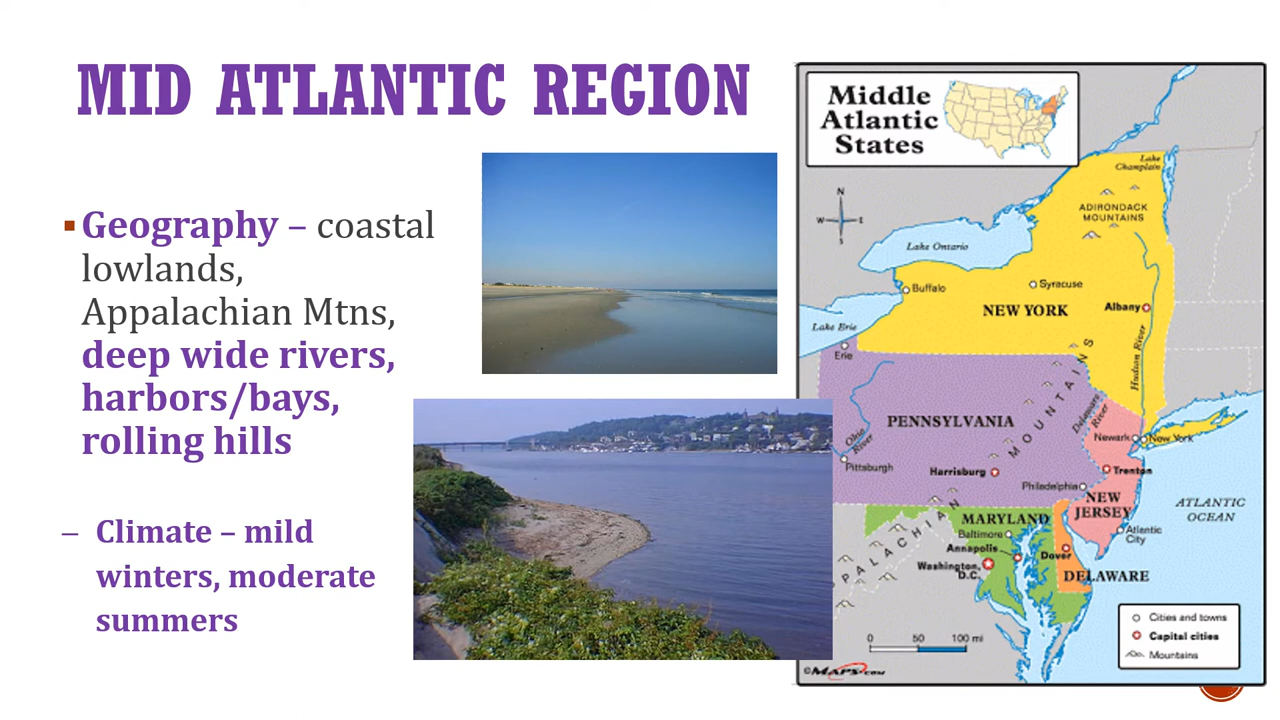 MID ATLANTIC REGION
▪Geography – coastal
lowlands,
Appalachian Mtns,
deep wide rivers,
harbors/bays,
rolling hills
– Climate – mild
winters, moderate
summers
Middle
Atlantic
States
N
W E
S
Lake
Champlain
ADIRONDACK
MOUNTAINS
Lake Ontario
Buffalo
Syracuse
NEW YORK
Albany
Lake Erie
Erie
Hudson River
PENNSYLVANIA
Delaware
River
Ohio
River
Newark
New York
Pittsburgh
Harrisburg
Trenton
Philadelphia
NEW
JERSEY
ATLANTIC
OCEAN
MARYLAND
Baltimore
Atlantic
City
Annapolis
Dover
Washington,
D.C.
DELAWARE
PALACHIAN MOUNTAINS
Cities and towns
Capital cities
Mountains
0 50 100 mi
©MAPS.COM